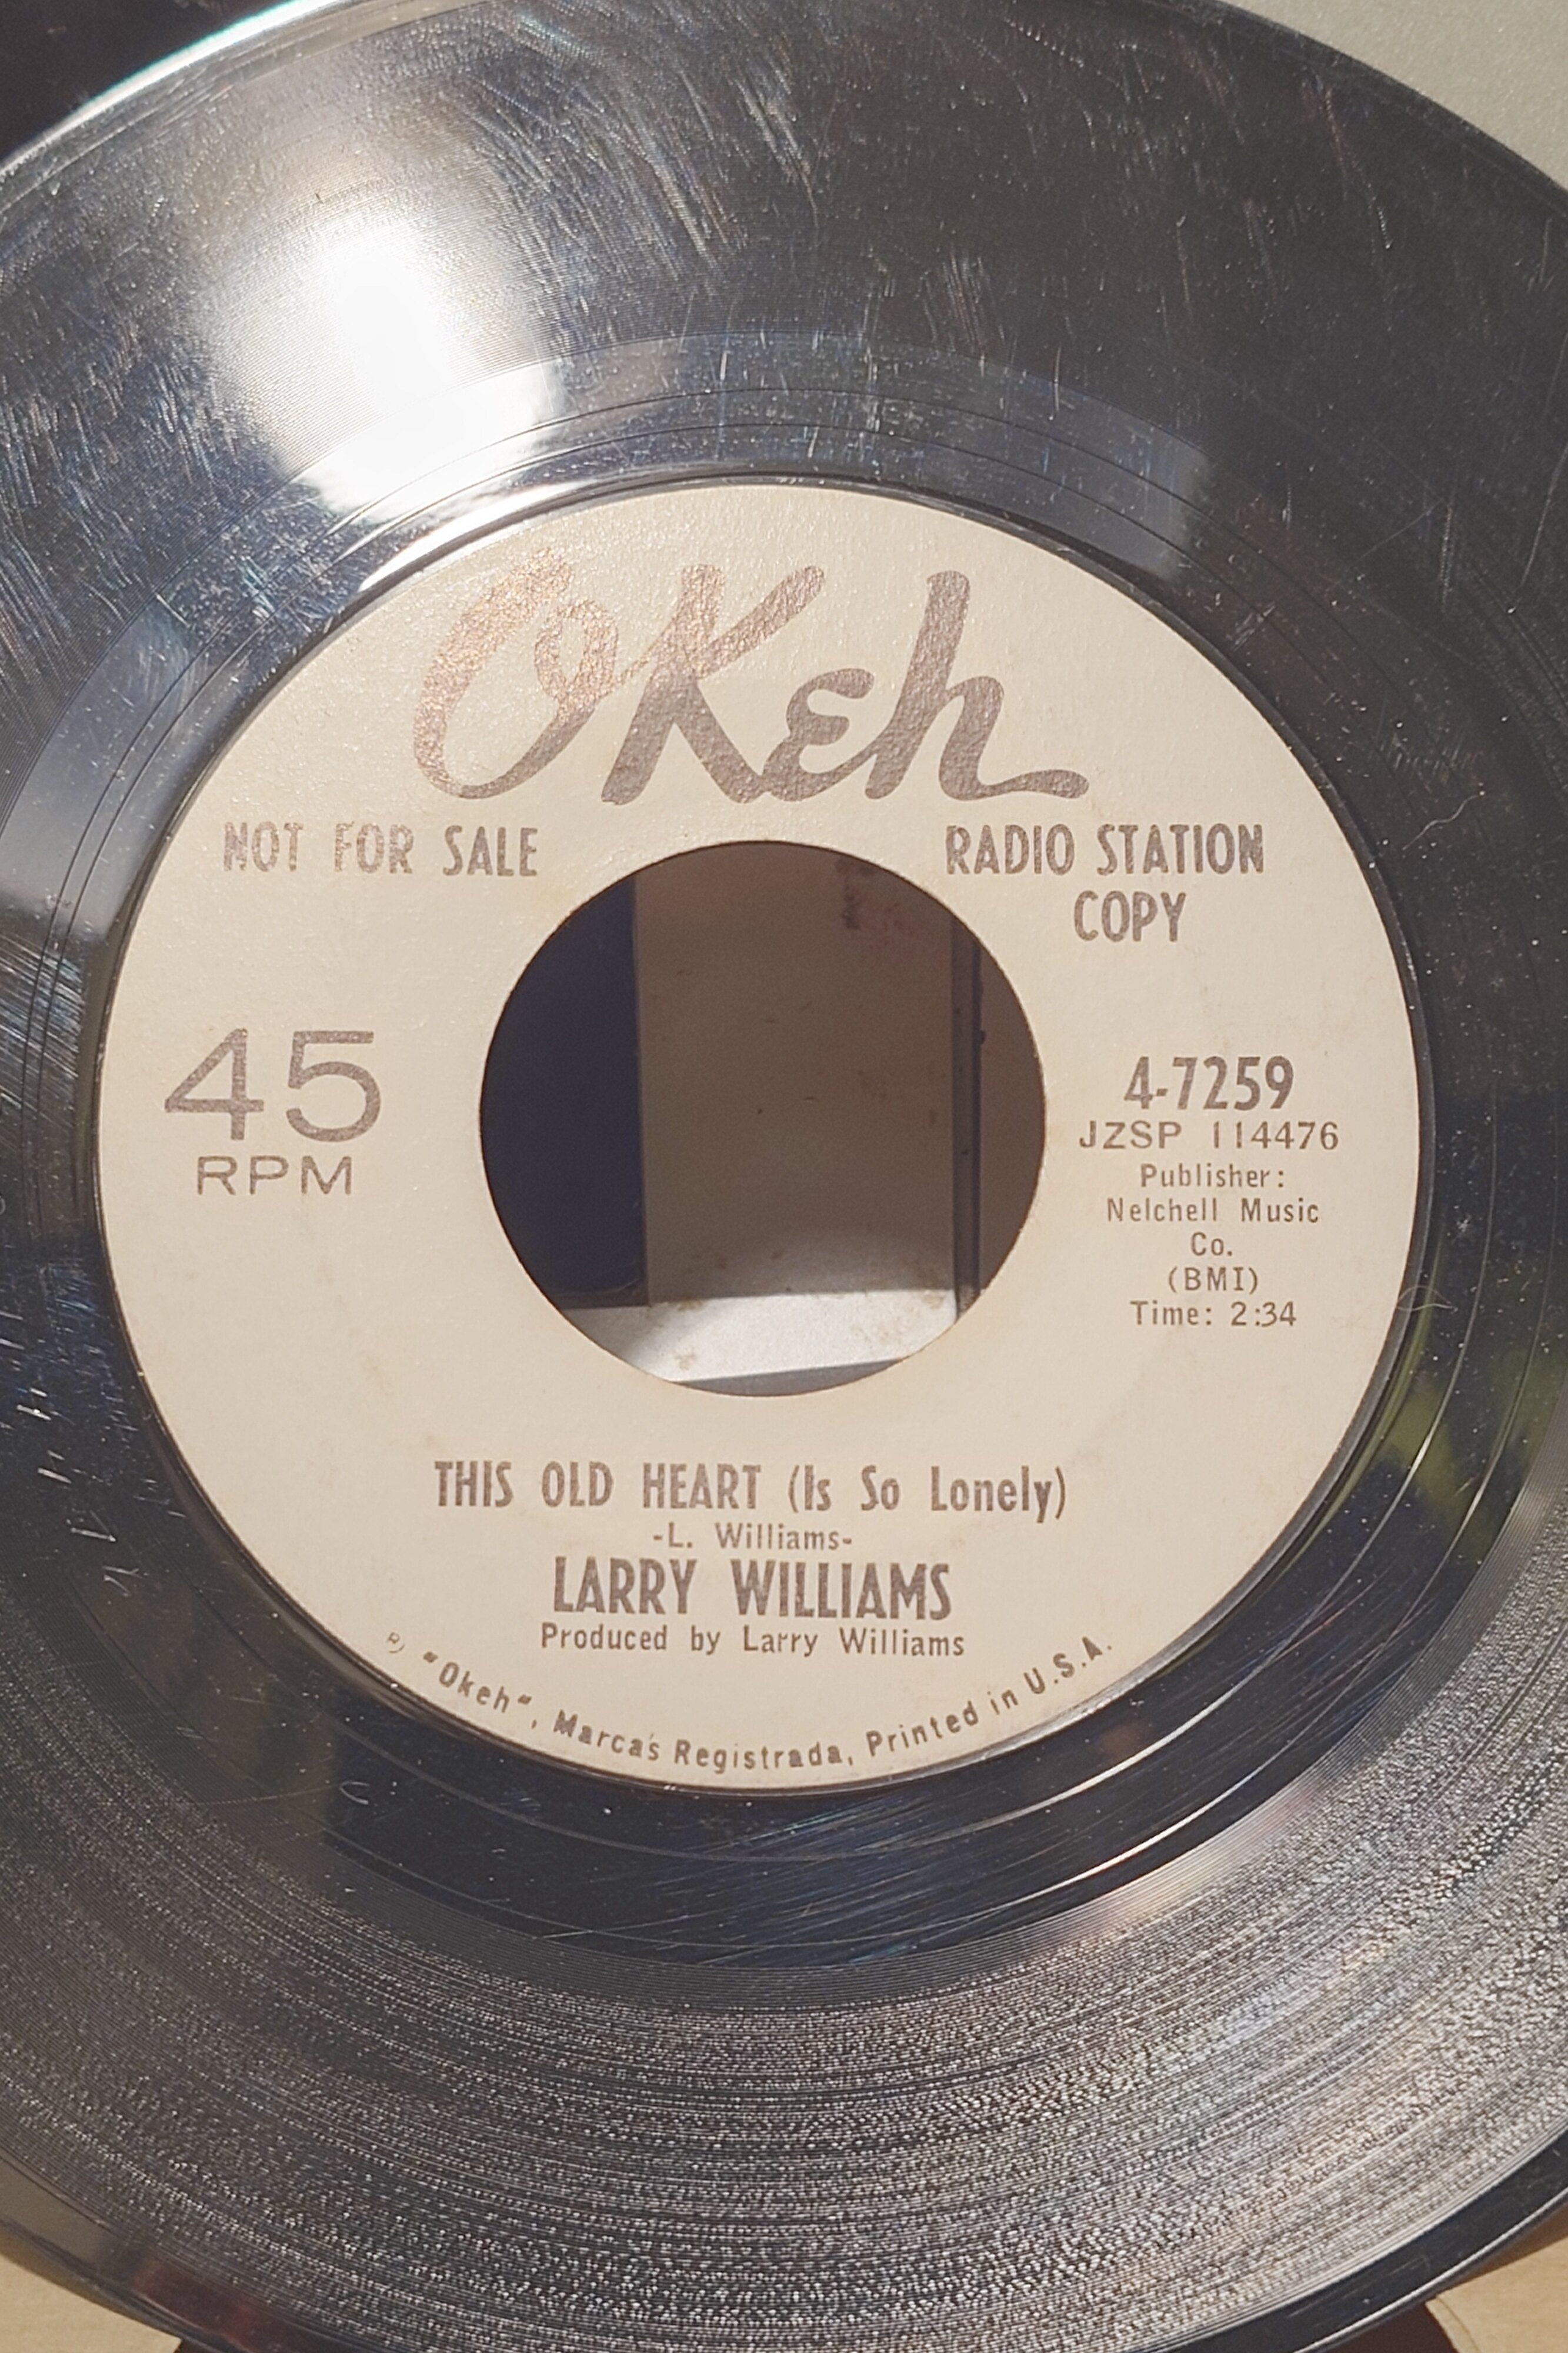 OKeh
NOT FOR SALE
RADIO STATION
COPY
45
RPM
4-7259
JZSP 114476
Publisher:
Nelchell Music
Co.
(BMI)
Time: 2:34
THIS OLD HEART (Is So Lonely)
-L. Williams-
LARRY WILLIAMS
Produced by Larry Williams
"Okeh", Marcas Registrada, Printed in U.S.A.